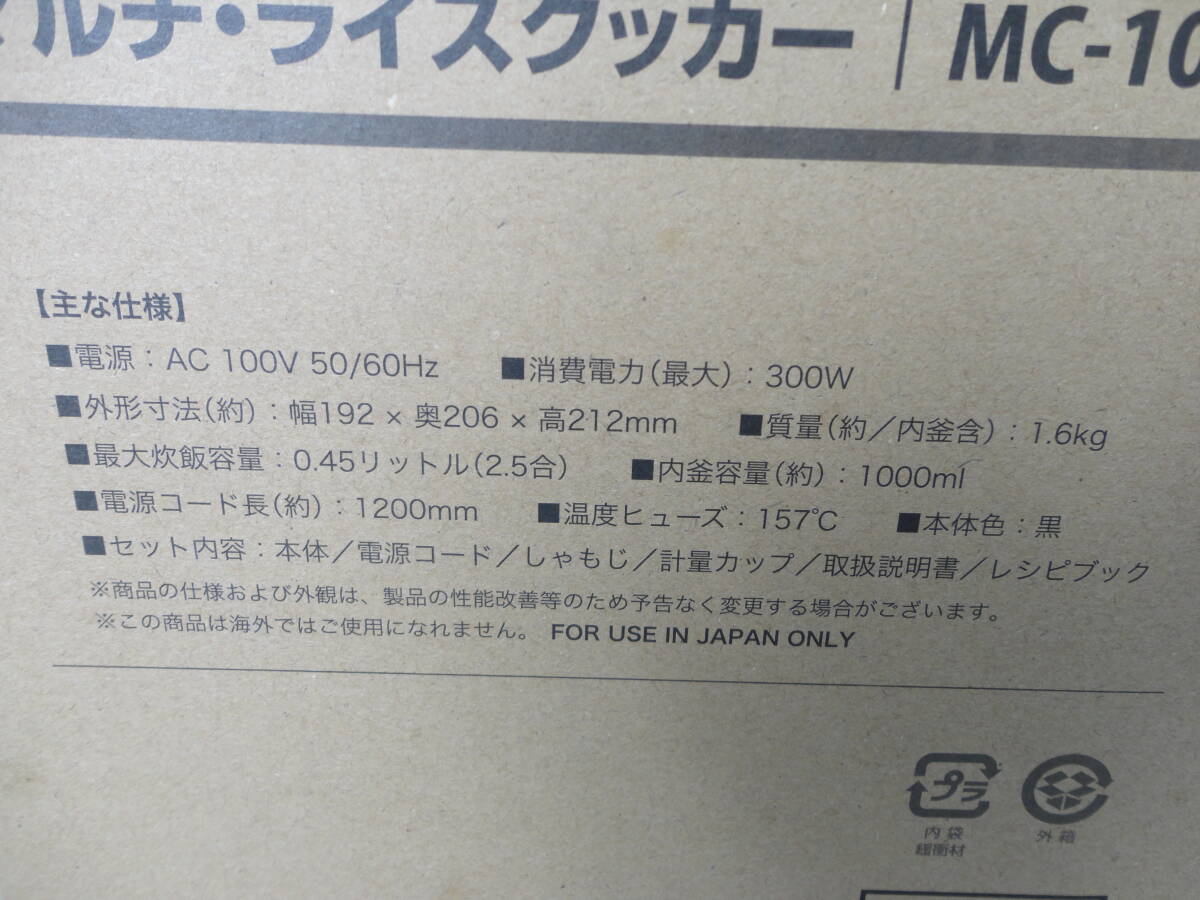 マルチ・ライスクッカー MC-10
【主な仕様】
■電源：AC 100V 50/60Hz ■消費電力（最大）：300W
■外形寸法（約）：幅192 × 奥206 × 高212mm ■質量（約／内釜含）：1.6kg
■最大炊飯容量：0.45リットル（2.5合） ■内釜容量（約）：1000ml
■電源コード長（約）：1200mm ■温度ヒューズ：157℃ ■本体色：黒
■セット内容：本体／電源コード／しゃもじ／計量カップ／取扱説明書／レシピブック
※商品の仕様および外観は、製品の性能改善等のため予告なく変更する場合がございます。
※この商品は海外ではご使用になれません。 FOR USE IN JAPAN ONLY
プラ
内袋
緩衝材
外箱